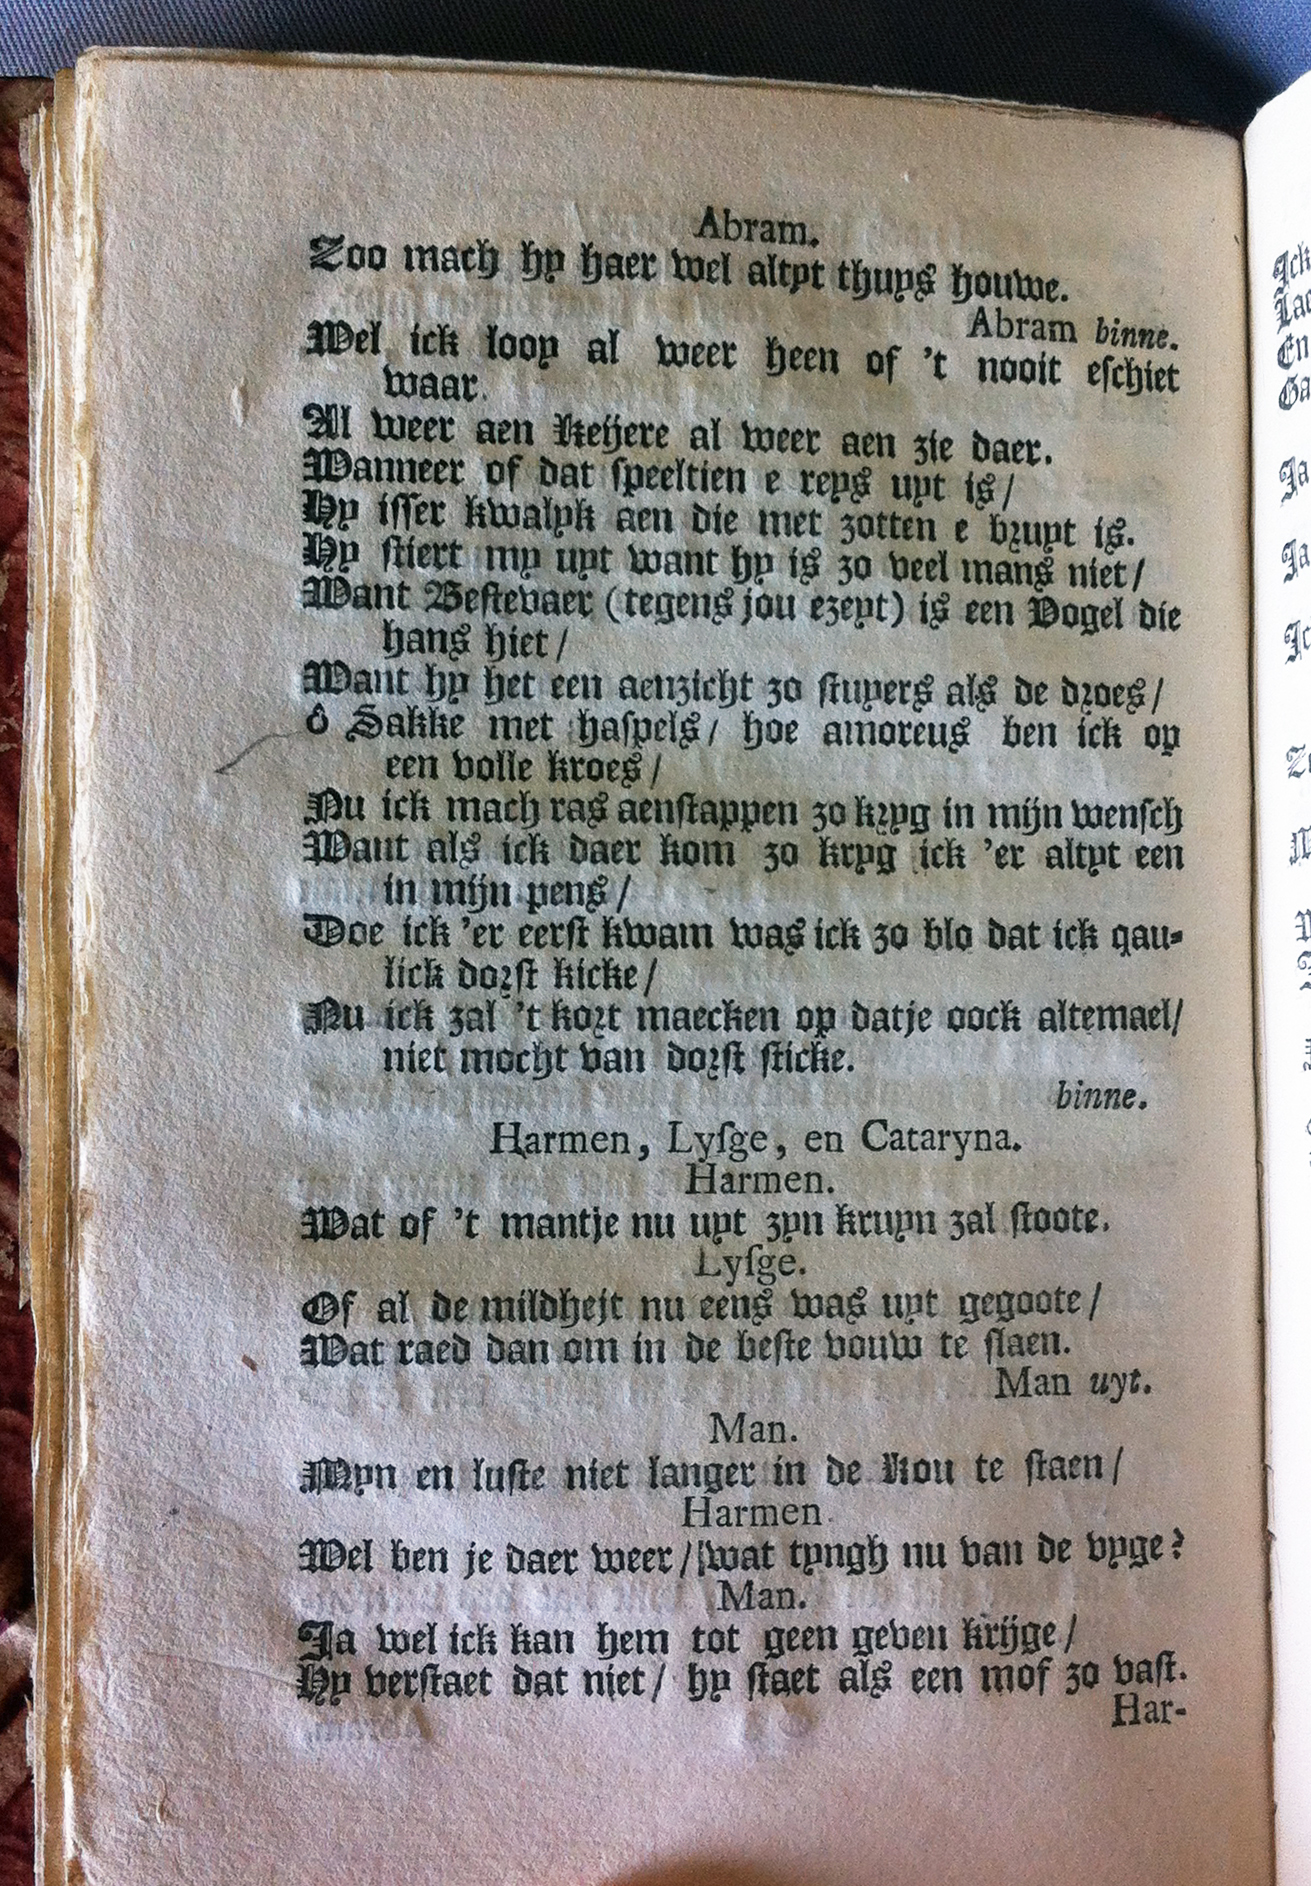 Abram.
Zoo mach hy haer wel altyt thuys houwe.
Abram binne.
Wel ick loop al weer heen of 't nooit eschiet
waar.
Al weer aen Keijere al weer aen zie daer.
Wanneer of dat speeltien e reys uyt is/
Hy isser kwalyk aen die met zotten e bruyt is.
Hy stiert my uyt want hy is zo veel mans niet/
Want Bestevaer (tegens jou ezeyt) is een Vogel die
hans hiet/
Want hy het een aenzicht zo stuyers als de droes/
ô Sakke met haspels/ hoe amoreus ben ick op
een volle kroes/
Nu ick mach ras aenstappen zo kryg in mijn wensch
Want als ick daer kom zo kryg ick 'er altyt een
in mijn pens/
Doe ick 'er eerst kwam was ick zo blo dat ick qau-
lick dorst kicke/
Nu ick zal 't kort maecken op datje oock altemael/
niet mocht van dorst sticke.
binne.
Harmen, Lysge, en Cataryna.
Harmen.
Wat of 't mantje nu uyt zyn kruyn zal stoote.
Lysge.
Of al de mildhejt nu eens was uyt gegoote/
Wat raed dan om in de beste vouw te slaen.
Man uyt.
Man.
Myn en luste niet langer in de Kou te staen/
Harmen.
Wel ben je daer weer/ wat tyngh nu van de vyge?
Man.
Ja wel ick kan hem tot geen geven krijge/
Hy verstaet dat niet/ hy staet als een mof zo vast.
Har-